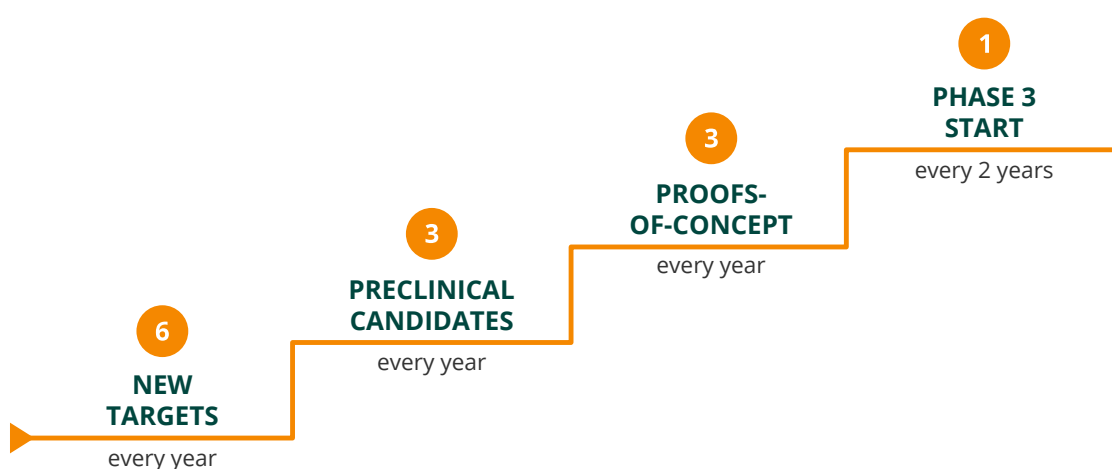 6
NEW
TARGETS
every year
3
PRECLINICAL
CANDIDATES
every year
3
PROOFS-
OF-CONCEPT
every year
1
PHASE 3
START
every 2 years